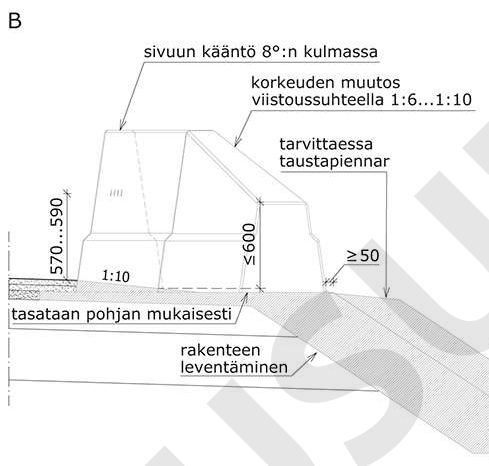 B
sivuun kääntö 8°:n kulmassa
korkeuden muutos
viistoussuhteella 1:6...1:10
tarvittaessa
taustapiennar
570...590
≤600
≥50
1:10
tasataan pohjan mukaisesti
rakenteen
leventäminen